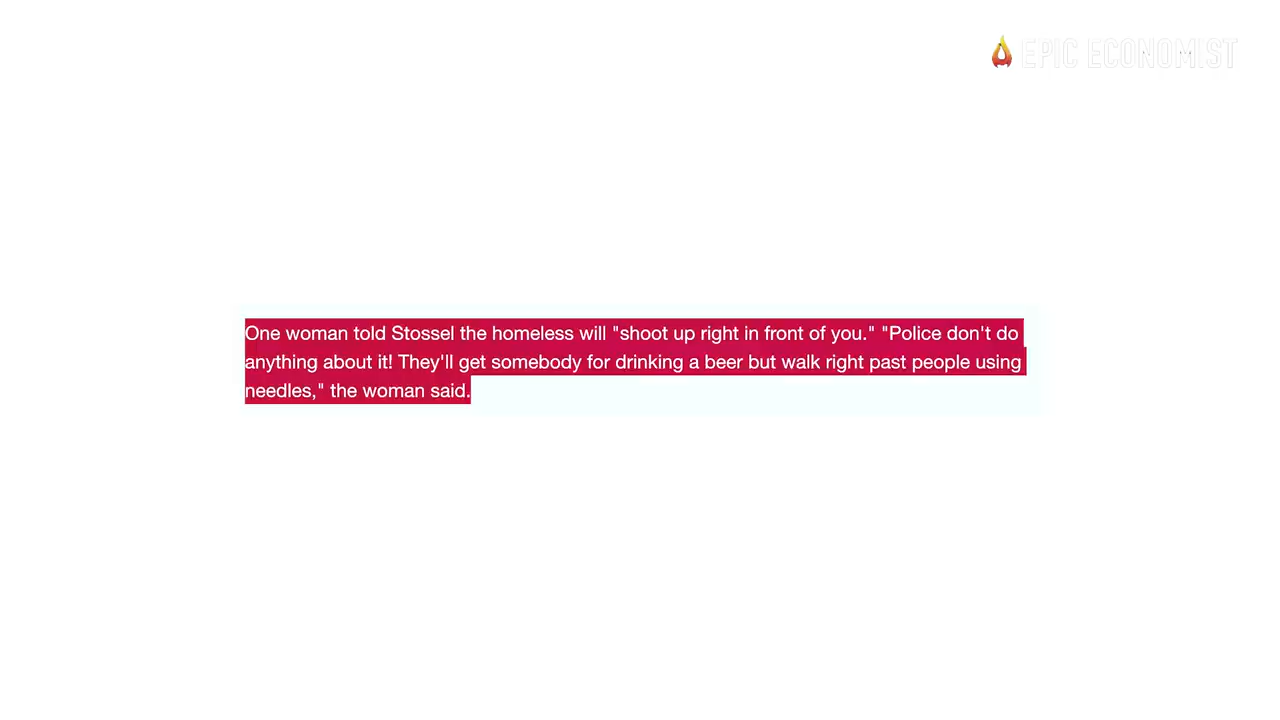 EPIC ECONOMIST
One woman told Stossel the homeless will "shoot up right in front of you." "Police don't do
anything about it! They'll get somebody for drinking a beer but walk right past people using
needles," the woman said.